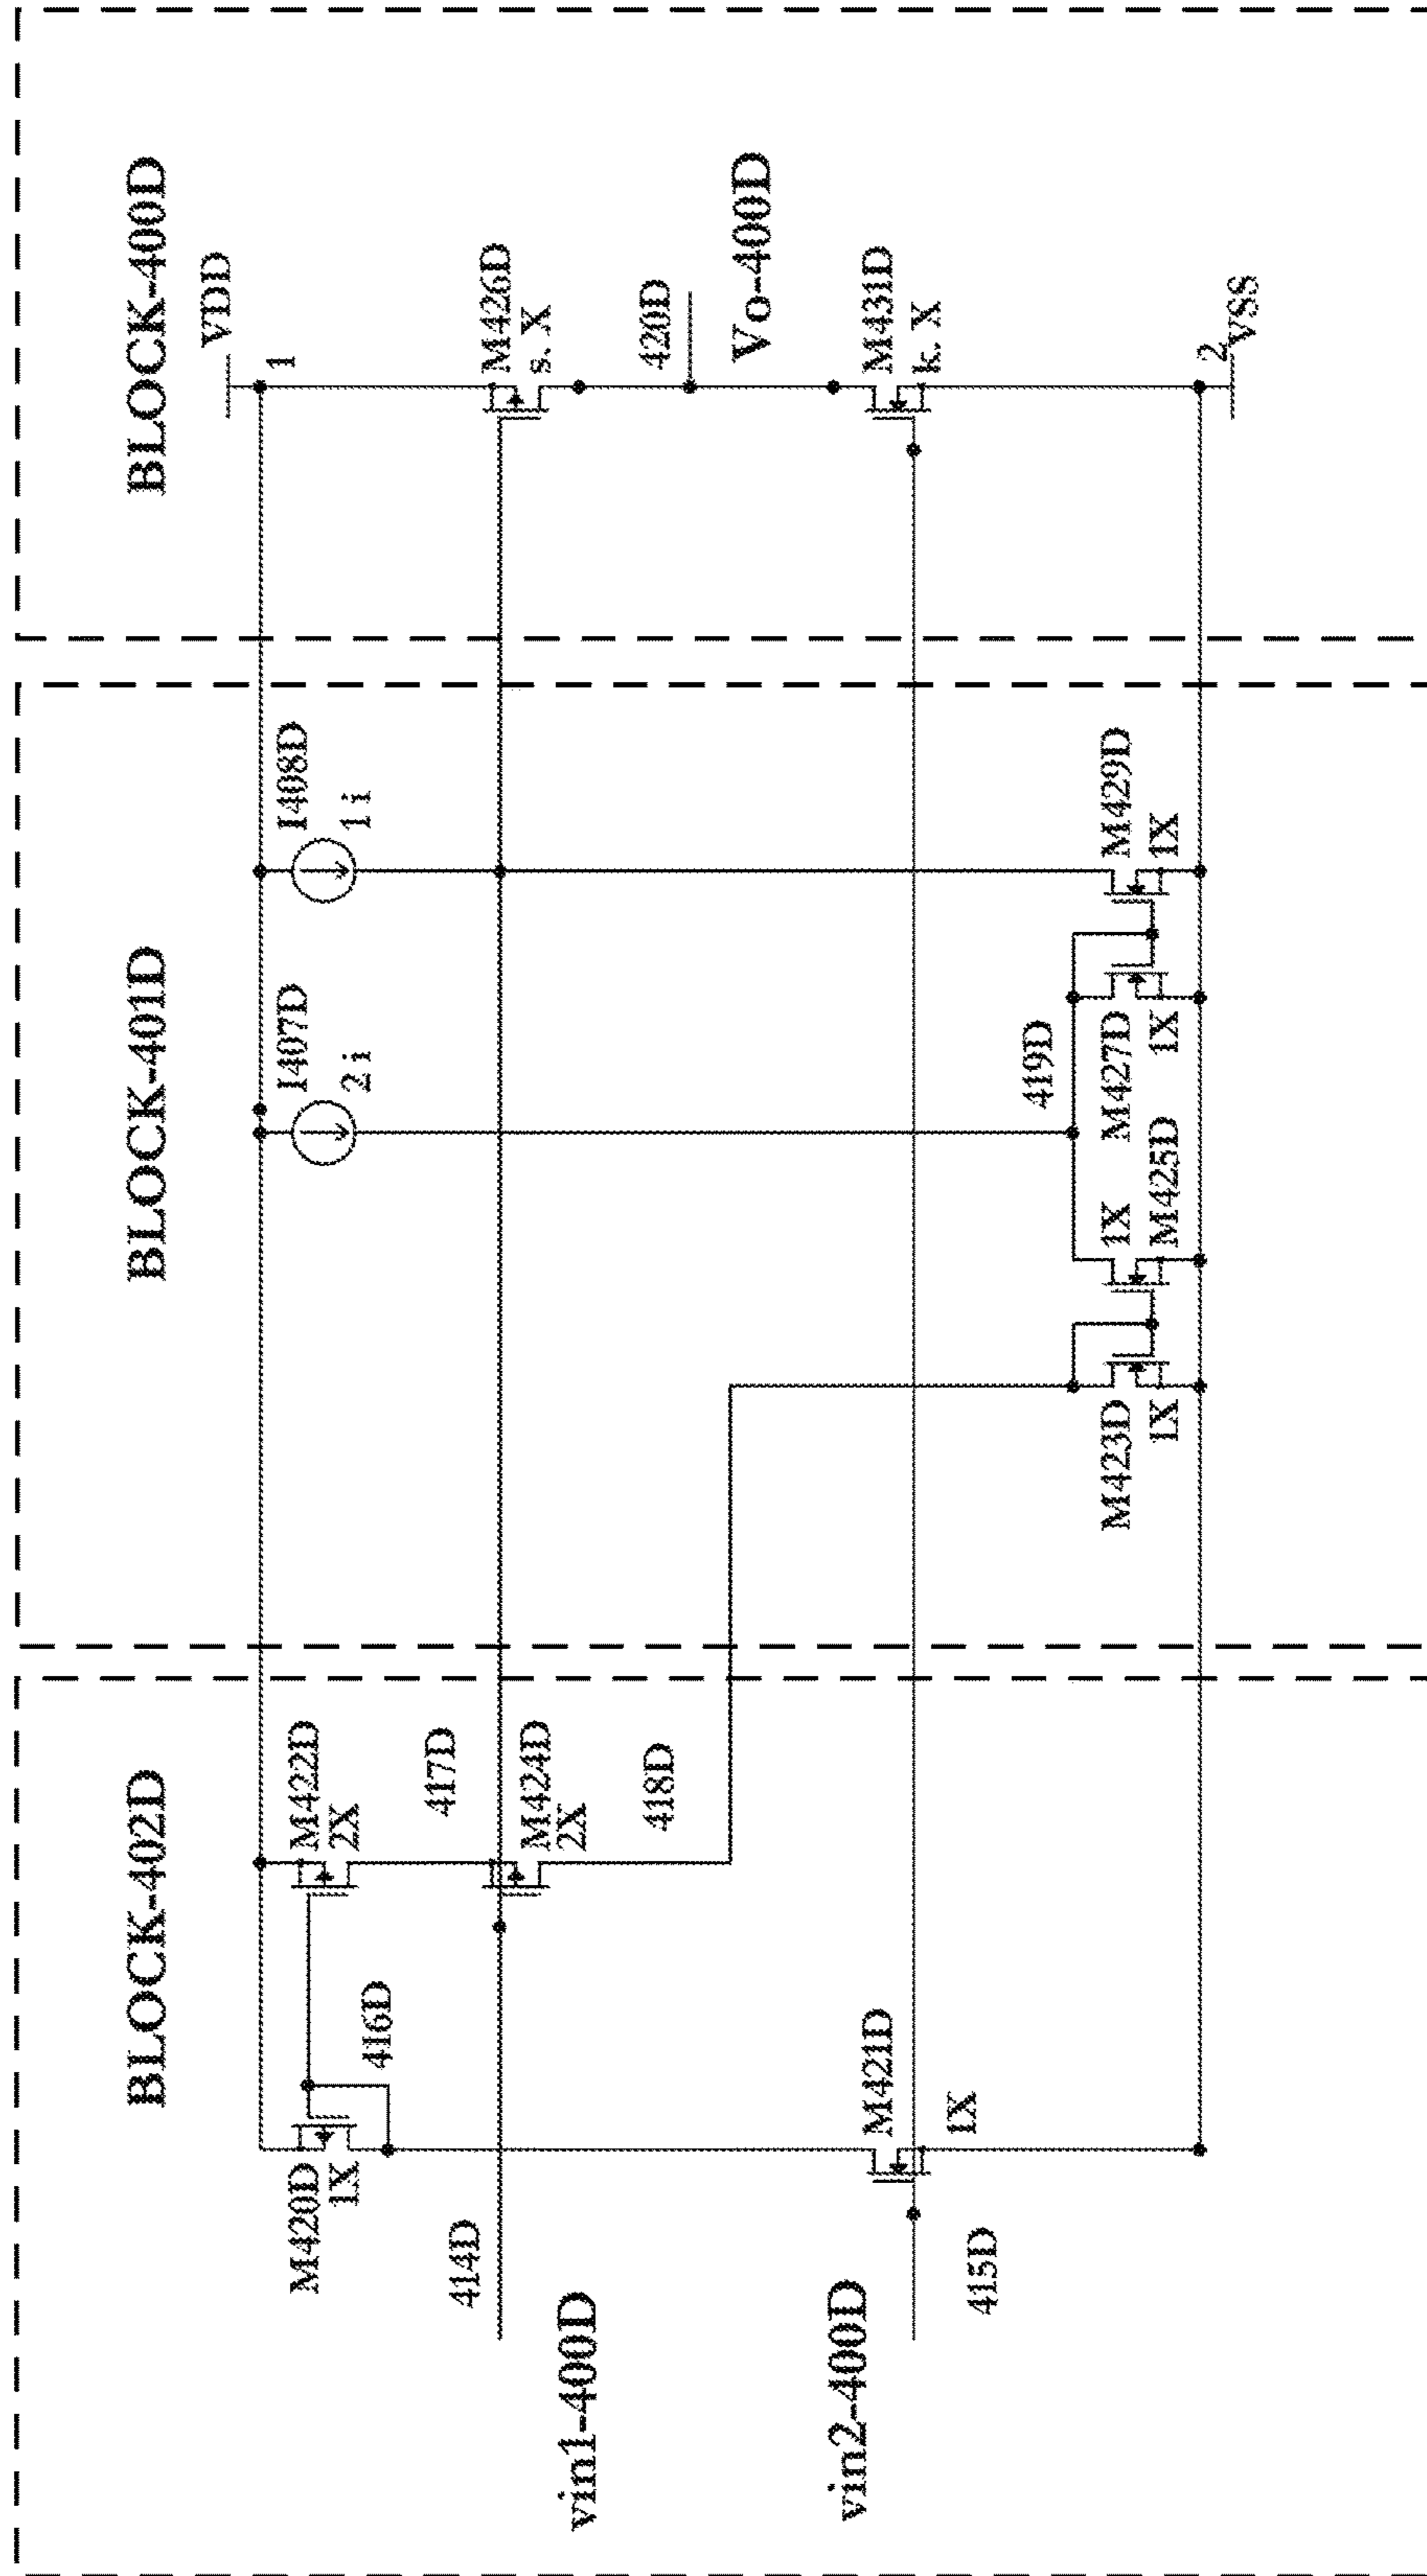 BLOCK-402D
BLOCK-401D
BLOCK-400D
VDD
1
M420D
1X
416D
M422D
2X
417D
414D
vin1-400D
M424D
2X
418D
vin2-400D
415D
M421D
1X
I407D
2 i
I408D
1 i
419D
M423D
1X
1X
M425D
M427D
1X
M429D
1X
M426D
s. X
420D
Vo-400D
M431D
k. X
2
VSS